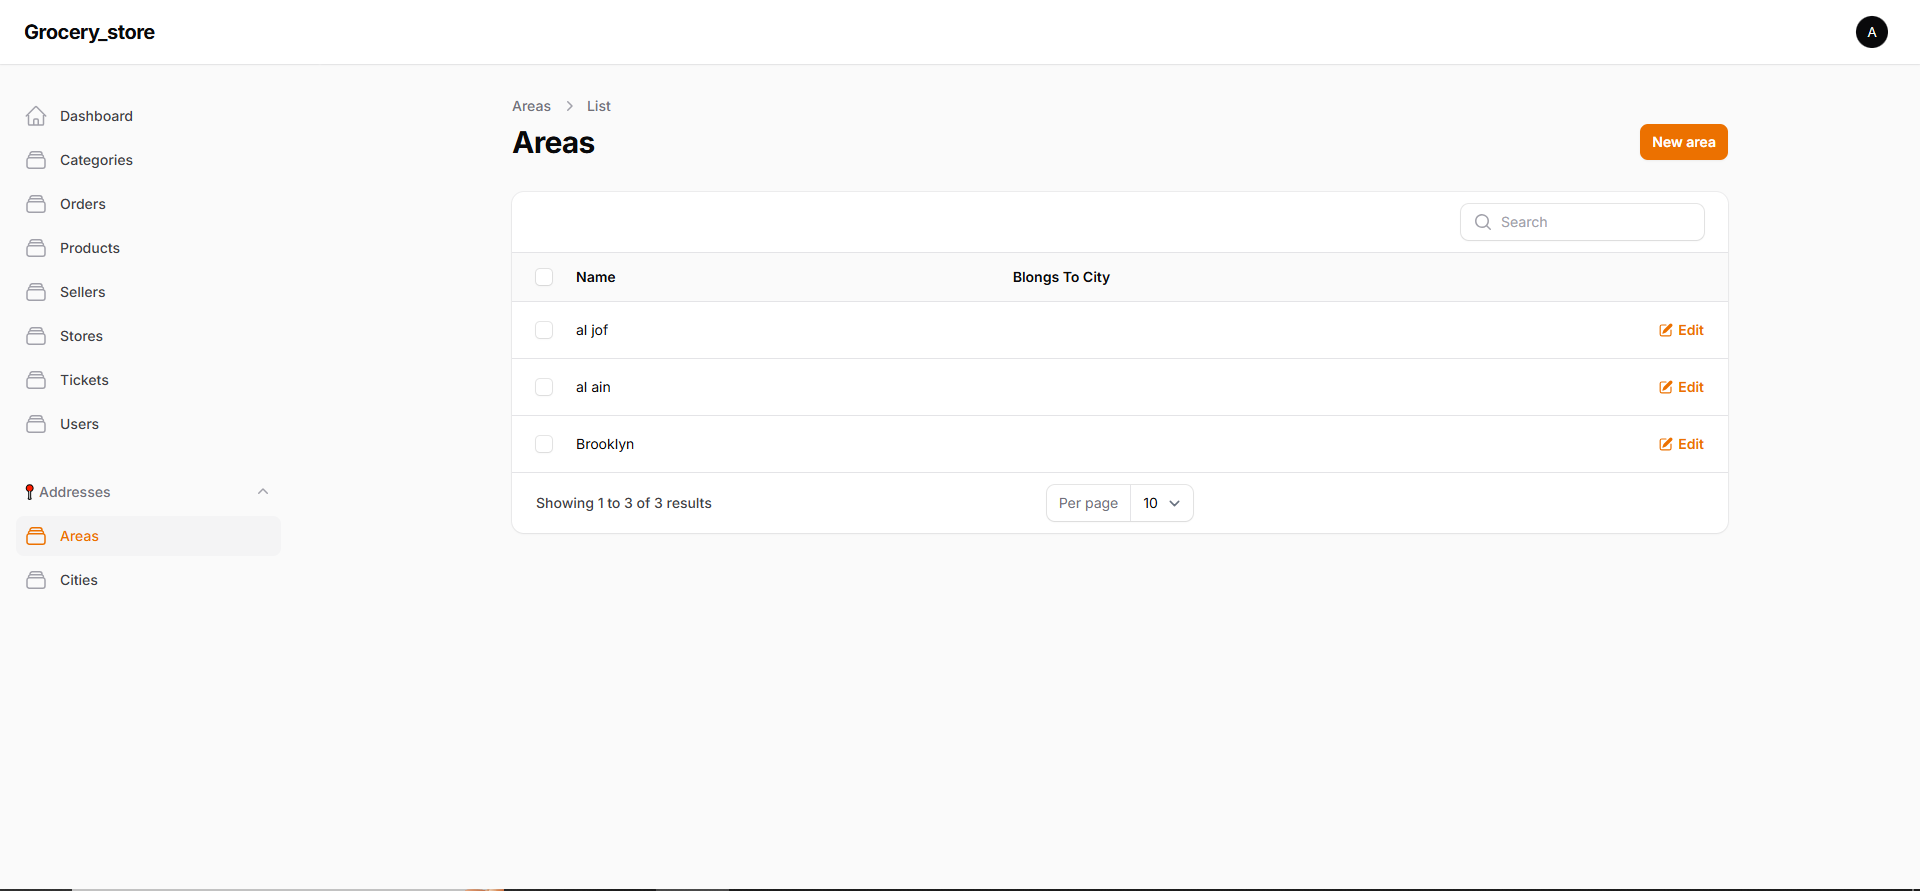 Grocery_store
A
Dashboard
Categories
Orders
Products
Sellers
Stores
Tickets
Users
Addresses
Areas
Cities
Areas List
Areas
New area
Search
Name Blongs To City
al jof Edit
al ain Edit
Brooklyn Edit
Showing 1 to 3 of 3 results Per page 10